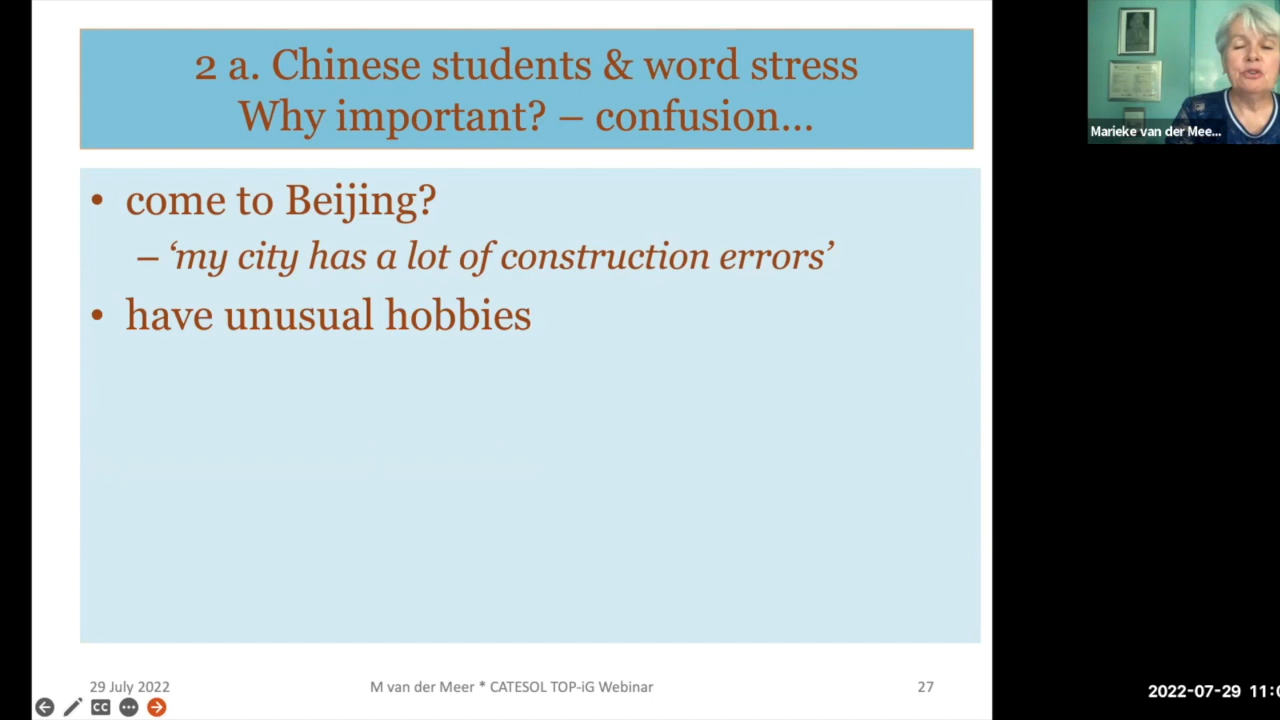 2 a. Chinese students & word stress
Why important? – confusion…
• come to Beijing?
– ‘my city has a lot of construction errors’
• have unusual hobbies
29 July 2022
M van der Meer * CATESOL TOP-iG Webinar
27
CC
Marieke van der Mee...
2022-07-29 11:0